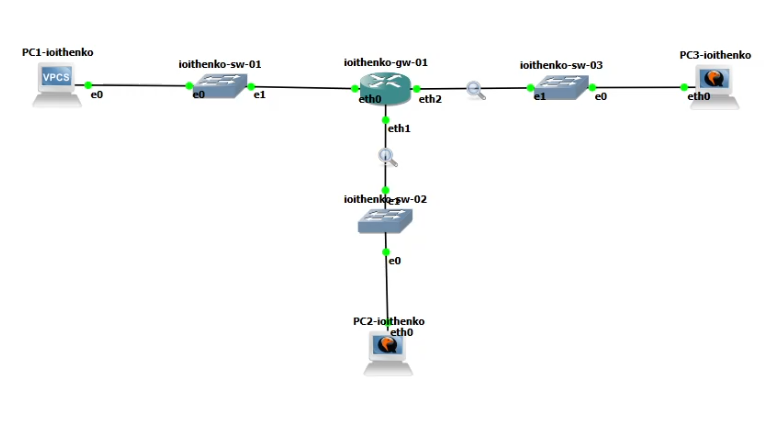 PC1-ioithenko
VPCS
e0
ioithenko-sw-01
e0
e1
ioithenko-gw-01
eth0
eth2
eth1
ioithenko-sw-03
e1
e0
PC3-ioithenko
eth0
ioithenko-sw-02
e0
PC2-ioithenko
eth0